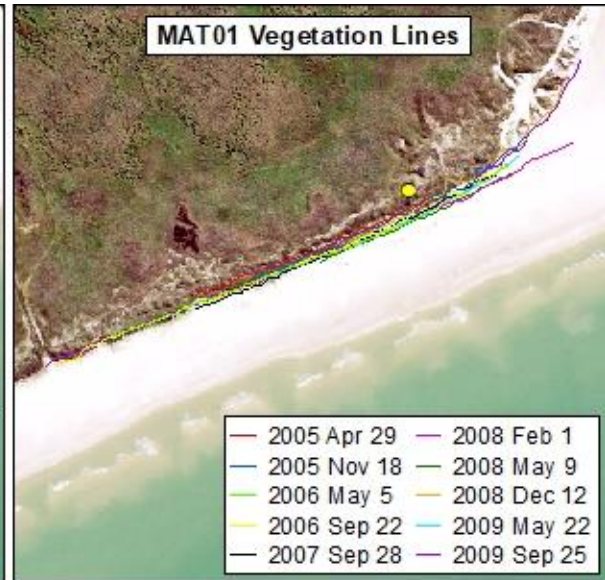 MAT01 Vegetation Lines
2005 Apr 29
2008 Feb 1
2005 Nov 18
2008 May 9
2006 May 5
2008 Dec 12
2006 Sep 22
2009 May 22
2007 Sep 28
2009 Sep 25